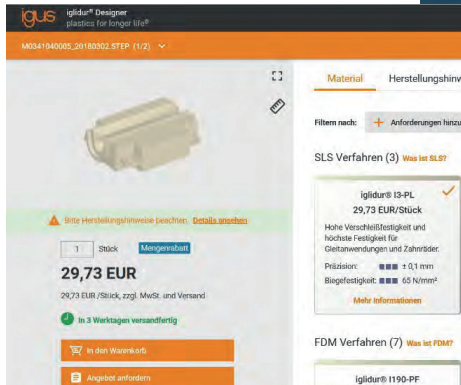 igus
iglidur® Designer
plastics for longer life®
M0341040005_20180302.STEP (1/2)
Material
Herstellungshinw
Filtern nach:
+ Anforderungen hinzu
SLS Verfahren (3) Was ist SLS?
iglidur® I3-PL
29,73 EUR/Stück
Hohe Verschleißfestigkeit und
höchste Festigkeit für
Gleitanwendungen und Zahnräder.
Präzision: ± 0,1 mm
Biegefestigkeit: 65 N/mm²
Mehr Informationen
Bitte Herstellungshinweise beachten. Details ansehen
1 Stück Mengenrabatt
29,73 EUR
29,73 EUR /Stück, zzgl. MwSt. und Versand
In 3 Werktagen versandfertig
In den Warenkorb
Angebot anfordern
FDM Verfahren (7) Was ist FDM?
iglidur® I190-PF